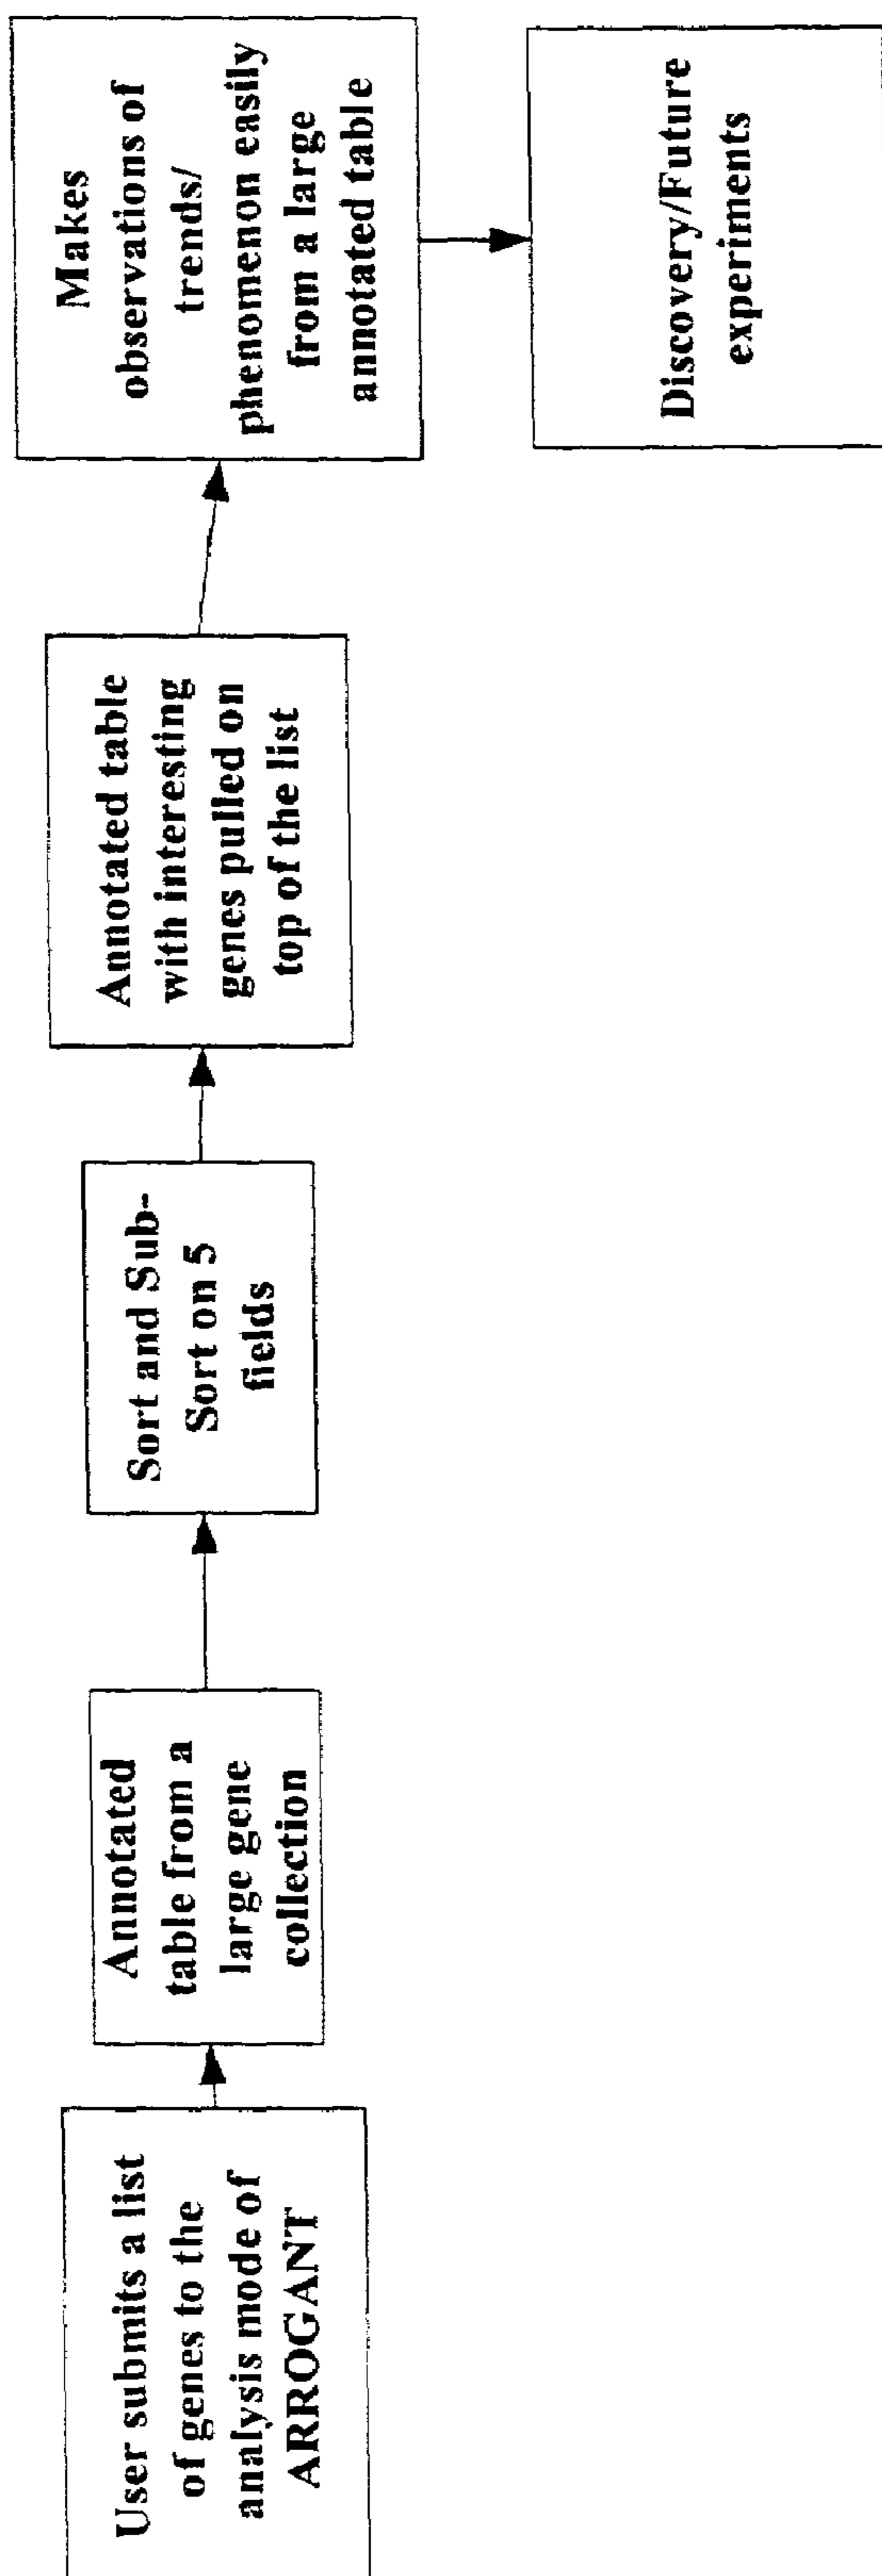 User submits a list
of genes to the
analysis mode of
ARROGANT
Annotated
table from a
large gene
collection
Sort and Sub-
Sort on 5
fields
Annotated table
with interesting
genes pulled on
top of the list
Makes
observations of
trends/
phenomenon easily
from a large
annotated table
Discovery/Future
experiments